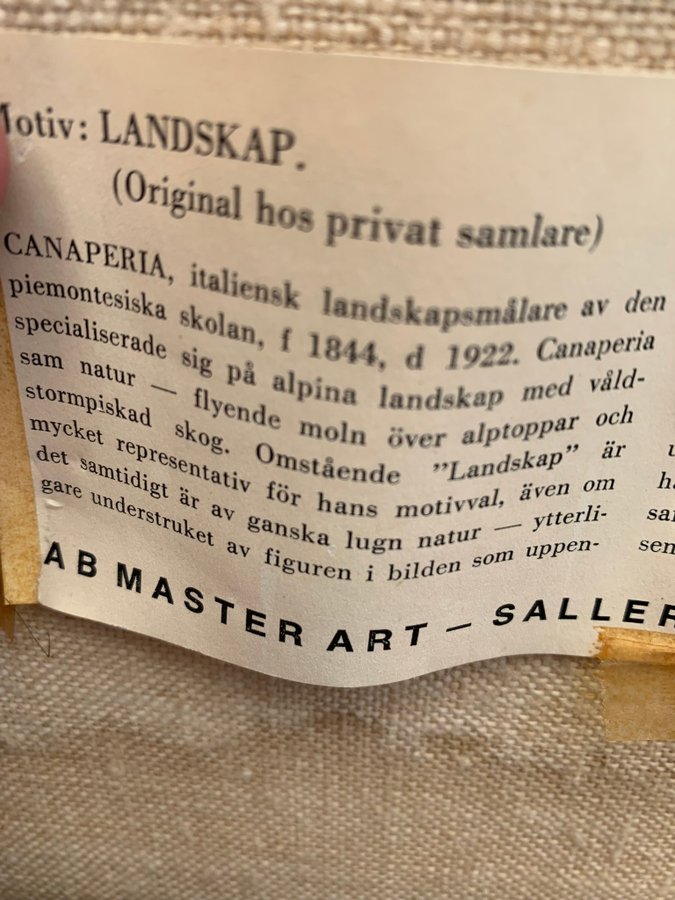 Motiv: LANDSKAP.
(Original hos privat samlare)
CANAPERIA, italiensk landskapsmålare av den
piemontesiska skolan, f 1844, d 1922. Canaperia
specialiserade sig på alpina landskap med våld-
sam natur — flyende moln över alptoppar och
stormpiskad skog. Omstående ”Landskap” är
mycket representativ för hans motivval, även om
det samtidigt är av ganska lugn natur — ytterli-
gare understruket av figuren i bilden som uppen-
AB MASTER ART — SALLER